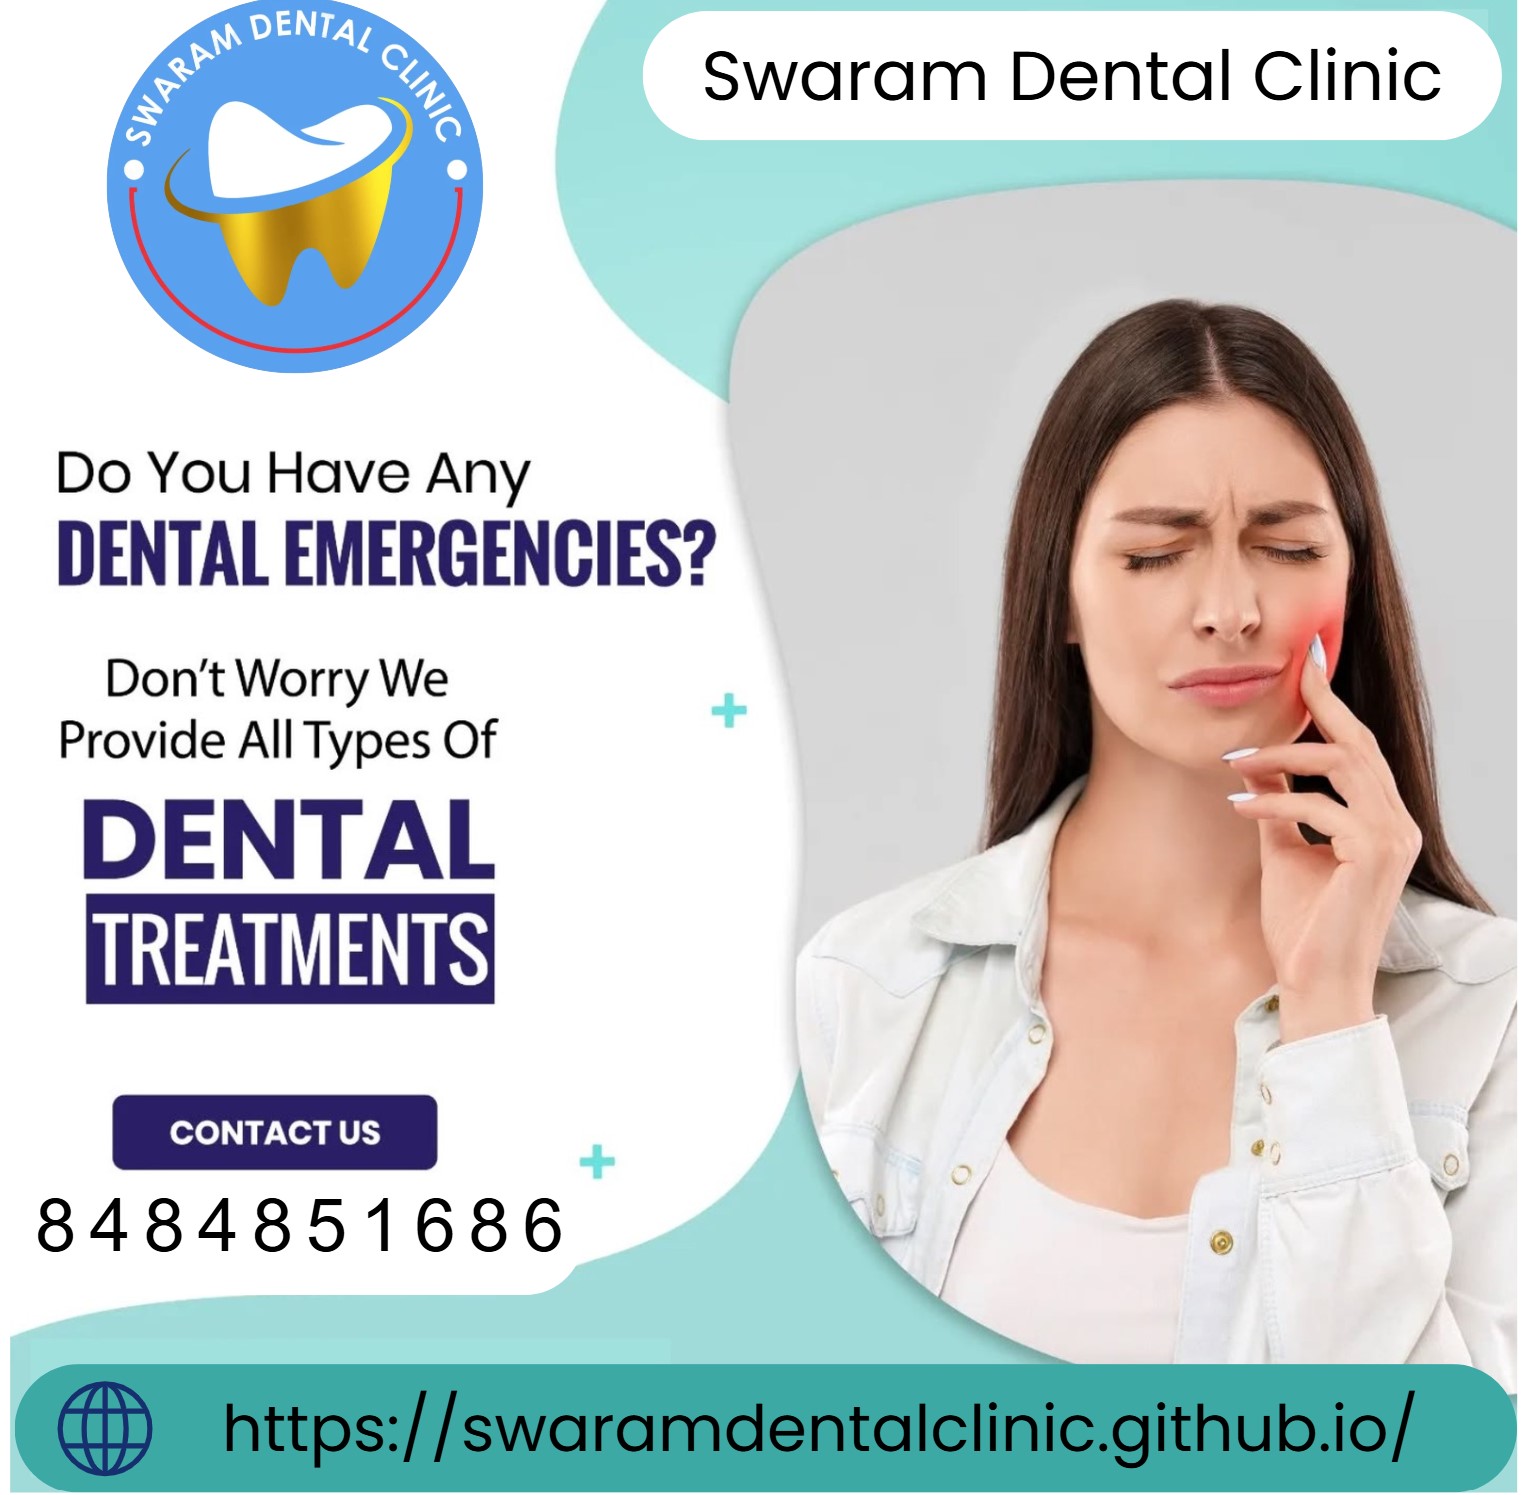 SWARAM DENTAL CLINIC
Swaram Dental Clinic
Do You Have Any
DENTAL EMERGENCIES?
Don't Worry We
Provide All Types Of
DENTAL
TREATMENTS
CONTACT US
8484851686
https://swaramdentalclinic.github.io/